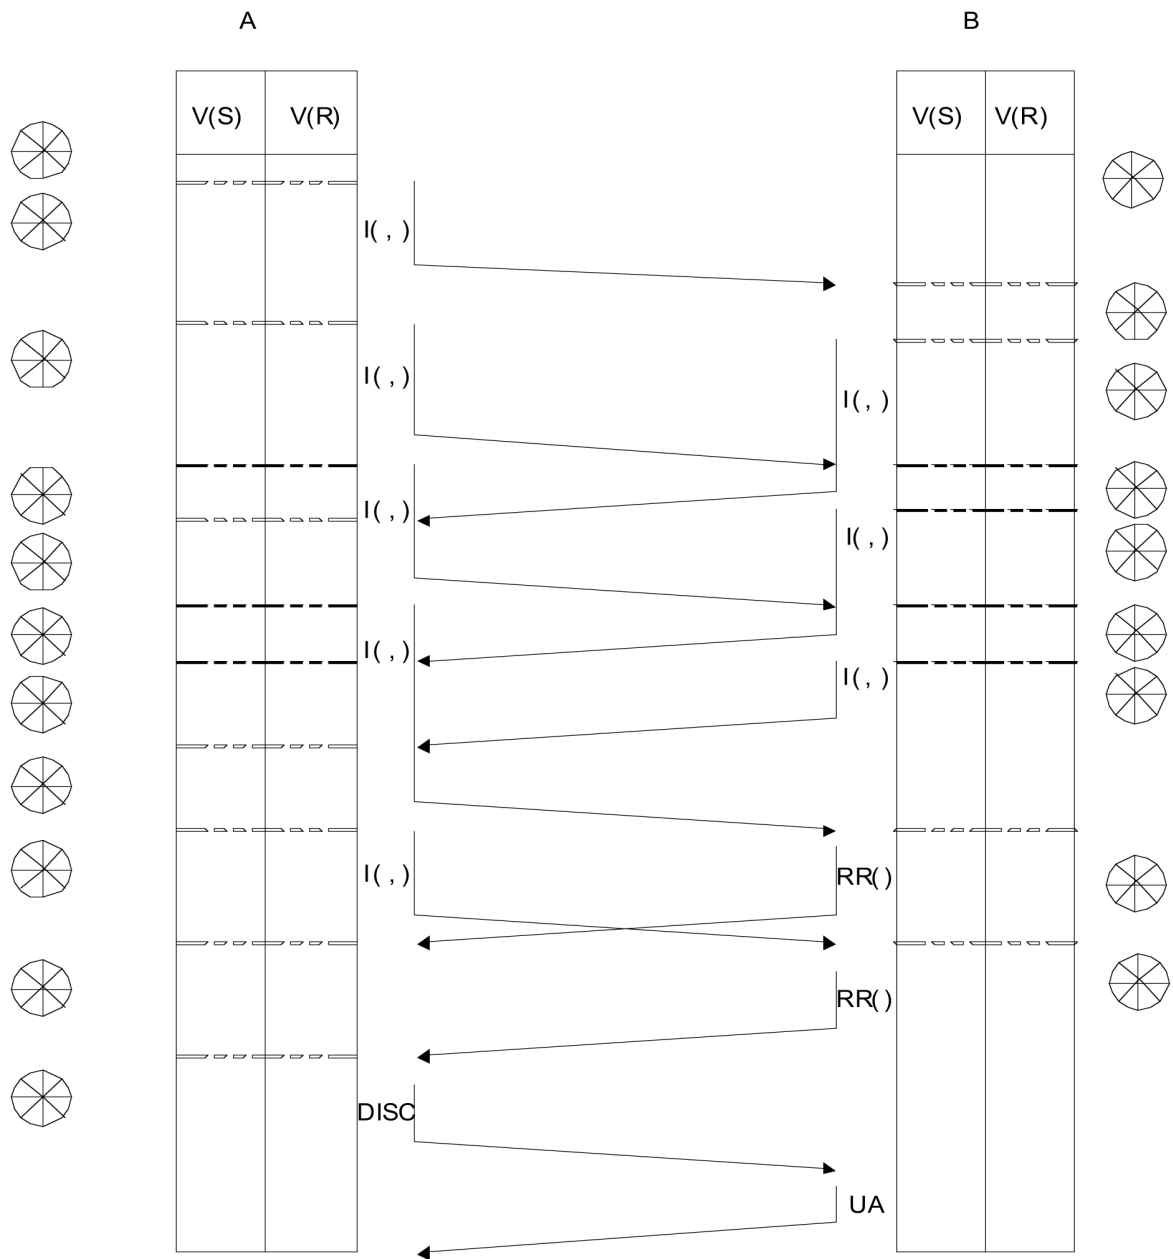 A B
V(S) V(R) V(S) V(R)
I( , )
I( , )
I( , )
I( , )
I( , )
I( , )
I( , )
I( , )
RR( )
RR( )
DISC
UA